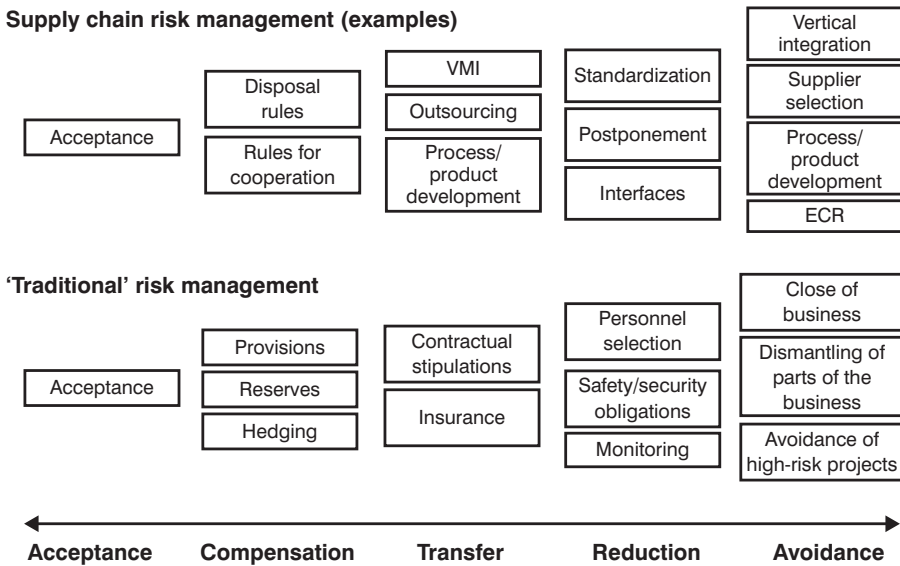 Supply chain risk management (examples)
Acceptance
Disposal
rules
Rules for
cooperation
VMI
Outsourcing
Process/
product
development
Standardization
Postponement
Interfaces
Vertical
integration
Supplier
selection
Process/
product
development
ECR
‘Traditional’ risk management
Acceptance
Provisions
Reserves
Hedging
Contractual
stipulations
Insurance
Personnel
selection
Safety/security
obligations
Monitoring
Close of
business
Dismantling of
parts of the
business
Avoidance of
high-risk projects
Acceptance Compensation Transfer Reduction Avoidance